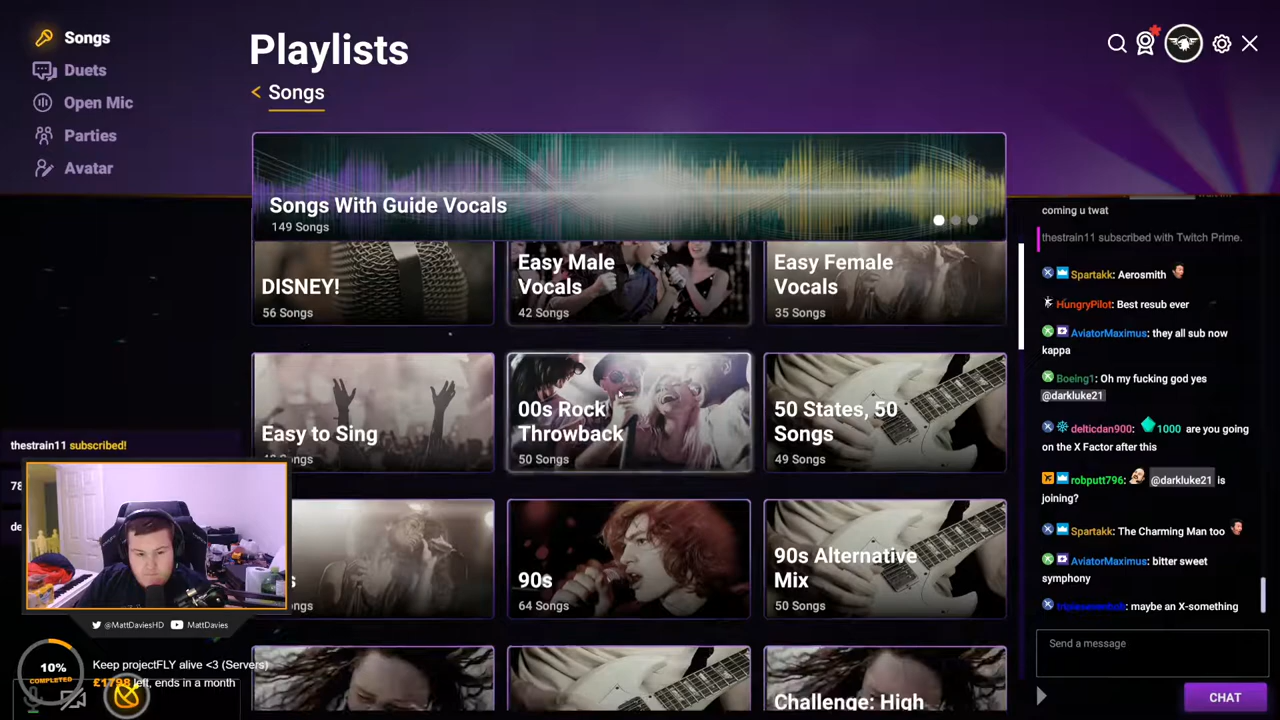 Songs
Duets
Open Mic
Parties
Avatar
Playlists
< Songs
Songs With Guide Vocals
149 Songs
DISNEY!
56 Songs
Easy Male
Vocals
42 Songs
Easy Female
Vocals
35 Songs
Easy to Sing
Songs
00s Rock
Throwback
50 Songs
50 States, 50
Songs
49 Songs
90s
64 Songs
90s Alternative
Mix
50 Songs
Challenge: High
coming u twat
thestrain11 subscribed with Twitch Prime.
Spartakk: Aerosmith
HungryPilot: Best resub ever
AviatorMaximus: they all sub now
kappa
Boeing1: Oh my fucking god yes
@darkluke21
delticdan900: 1000 are you going
on the X Factor after this
robputt796: @darkluke21 is
joining?
Spartakk: The Charming Man too
AviatorMaximus: bitter sweet
symphony
maybe an X-something
Send a message
CHAT
thestrain11 subscribed!
78
de
@MattDaviesHD MattDavies
10%
COMPLETED
Keep projectFLY alive <3 (Servers)
£1798 left, ends in a month